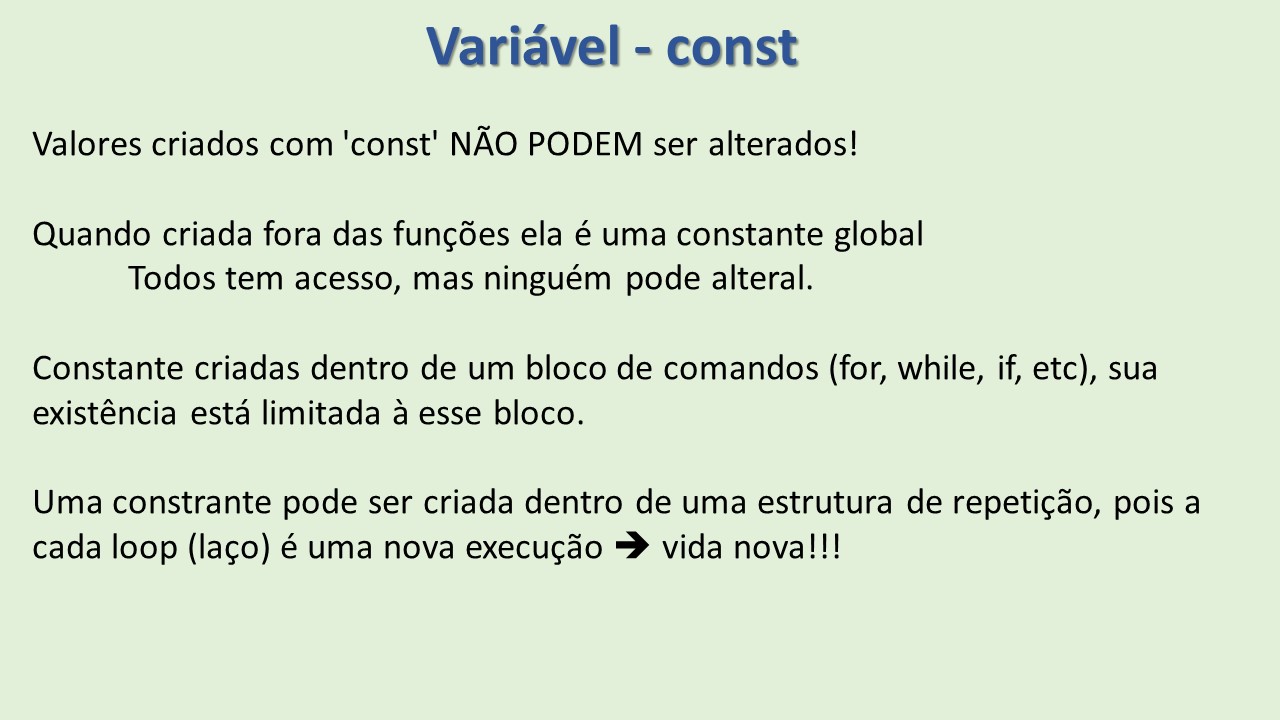 Variável - const
Valores criados com 'const' NÃO PODEM ser alterados!
Quando criada fora das funções ela é uma constante global
Todos tem acesso, mas ninguém pode alteral.
Constante criadas dentro de um bloco de comandos (for, while, if, etc), sua
existência está limitada à esse bloco.
Uma constrante pode ser criada dentro de uma estrutura de repetição, pois a
cada loop (laço) é uma nova execução ➔ vida nova!!!